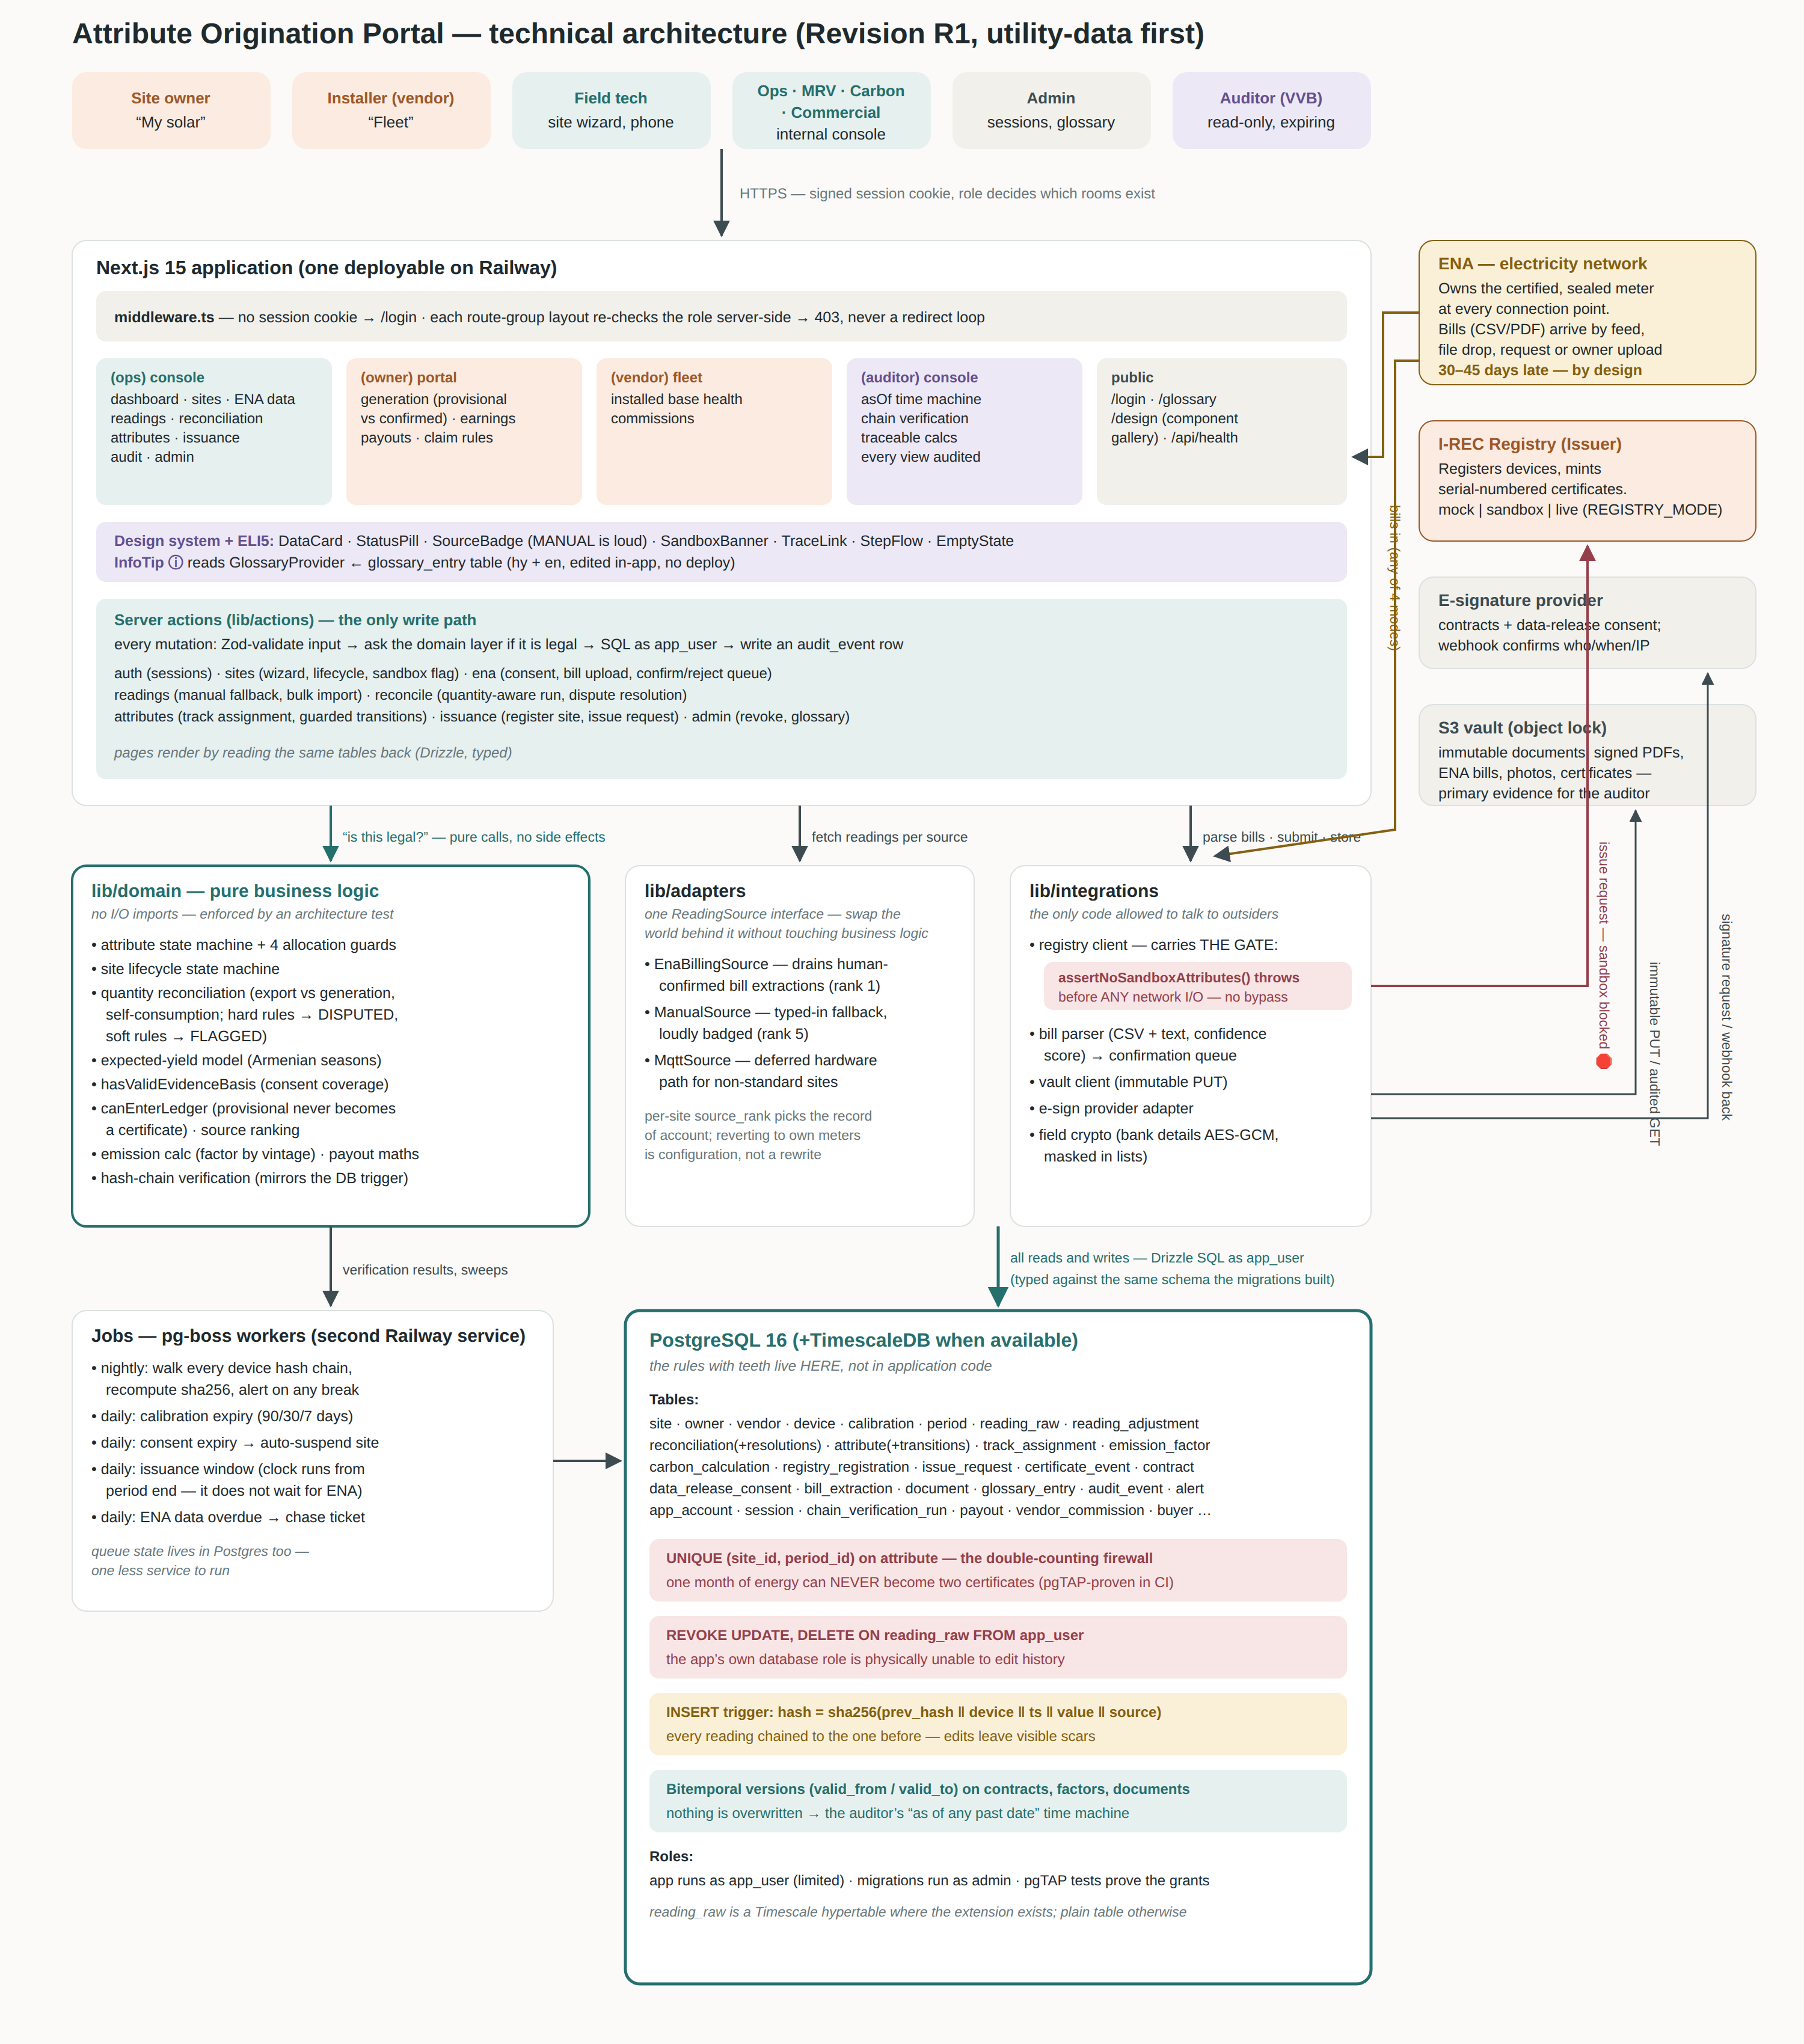 Attribute Origination Portal — technical architecture (Revision R1, utility-data first)
Site owner
“My solar”
Installer (vendor)
“Fleet”
Field tech
site wizard, phone
Ops · MRV · Carbon
· Commercial
internal console
Admin
sessions, glossary
Auditor (VVB)
read-only, expiring
HTTPS — signed session cookie, role decides which rooms exist
Next.js 15 application (one deployable on Railway)
middleware.ts — no session cookie → /login · each route-group layout re-checks the role server-side → 403, never a redirect loop
(ops) console
dashboard · sites · ENA data
readings · reconciliation
attributes · issuance
audit · admin
(owner) portal
generation (provisional
vs confirmed) · earnings
payouts · claim rules
(vendor) fleet
installed base health
commissions
(auditor) console
asOf time machine
chain verification
traceable calcs
every view audited
public
/login · /glossary
/design (component
gallery) · /api/health
Design system + ELI5: DataCard · StatusPill · SourceBadge (MANUAL is loud) · SandboxBanner · TraceLink · StepFlow · EmptyState
InfoTip ⓘ reads GlossaryProvider ← glossary_entry table (hy + en, edited in-app, no deploy)
Server actions (lib/actions) — the only write path
every mutation: Zod-validate input → ask the domain layer if it is legal → SQL as app_user → write an audit_event row
auth (sessions) · sites (wizard, lifecycle, sandbox flag) · ena (consent, bill upload, confirm/reject queue)
readings (manual fallback, bulk import) · reconcile (quantity-aware run, dispute resolution)
attributes (track assignment, guarded transitions) · issuance (register site, issue request) · admin (revoke, glossary)
pages render by reading the same tables back (Drizzle, typed)
ENA — electricity network
Owns the certified, sealed meter
at every connection point.
Bills (CSV/PDF) arrive by feed,
file drop, request or owner upload
30–45 days late — by design
I-REC Registry (Issuer)
Registers devices, mints
serial-numbered certificates.
mock | sandbox | live (REGISTRY_MODE)
E-signature provider
contracts + data-release consent;
webhook confirms who/when/IP
S3 vault (object lock)
immutable documents: signed PDFs,
ENA bills, photos, certificates —
primary evidence for the auditor
bills in (any of 4 modes)
“is this legal?” — pure calls, no side effects
fetch readings per source
parse bills · submit · store
lib/domain — pure business logic
no I/O imports — enforced by an architecture test
• attribute state machine + 4 allocation guards
• site lifecycle state machine
• quantity reconciliation (export vs generation,
self-consumption; hard rules → DISPUTED,
soft rules → FLAGGED)
• expected-yield model (Armenian seasons)
• hasValidEvidenceBasis (consent coverage)
• canEnterLedger (provisional never becomes
a certificate) · source ranking
• emission calc (factor by vintage) · payout maths
• hash-chain verification (mirrors the DB trigger)
lib/adapters
one ReadingSource interface — swap the
world behind it without touching business logic
• EnaBillingSource — drains human-
confirmed bill extractions (rank 1)
• ManualSource — typed-in fallback,
loudly badged (rank 5)
• MqttSource — deferred hardware
path for non-standard sites
per-site source_rank picks the record
of account; reverting to own meters
is configuration, not a rewrite
lib/integrations
the only code allowed to talk to outsiders
• registry client — carries THE GATE:
assertNoSandboxAttributes() throws
before ANY network I/O — no bypass
• bill parser (CSV + text, confidence
score) → confirmation queue
• vault client (immutable PUT)
• e-sign provider adapter
• field crypto (bank details AES-GCM,
masked in lists)
issue request — sandbox blocked
immutable PUT / audited GET
signature request / webhook back
verification results, sweeps
all reads and writes — Drizzle SQL as app_user
(typed against the same schema the migrations built)
Jobs — pg-boss workers (second Railway service)
• nightly: walk every device hash chain,
recompute sha256, alert on any break
• daily: calibration expiry (90/30/7 days)
• daily: consent expiry → auto-suspend site
• daily: issuance window (clock runs from
period end — it does not wait for ENA)
• daily: ENA data overdue → chase ticket
queue state lives in Postgres too —
one less service to run
PostgreSQL 16 (+TimescaleDB when available)
the rules with teeth live HERE, not in application code
Tables:
site · owner · vendor · device · calibration · period · reading_raw · reading_adjustment
reconciliation(+resolutions) · attribute(+transitions) · track_assignment · emission_factor
carbon_calculation · registry_registration · issue_request · certificate_event · contract
data_release_consent · bill_extraction · document · glossary_entry · audit_event · alert
app_account · session · chain_verification_run · payout · vendor_commission · buyer …
UNIQUE (site_id, period_id) on attribute — the double-counting firewall
one month of energy can NEVER become two certificates (pgTAP-proven in CI)
REVOKE UPDATE, DELETE ON reading_raw FROM app_user
the app’s own database role is physically unable to edit history
INSERT trigger: hash = sha256(prev_hash ‖ device ‖ ts ‖ value ‖ source)
every reading chained to the one before — edits leave visible scars
Bitemporal versions (valid_from / valid_to) on contracts, factors, documents
nothing is overwritten → the auditor’s “as of any past date” time machine
Roles:
app runs as app_user (limited) · migrations run as admin · pgTAP tests prove the grants
reading_raw is a Timescale hypertable where the extension exists; plain table otherwise